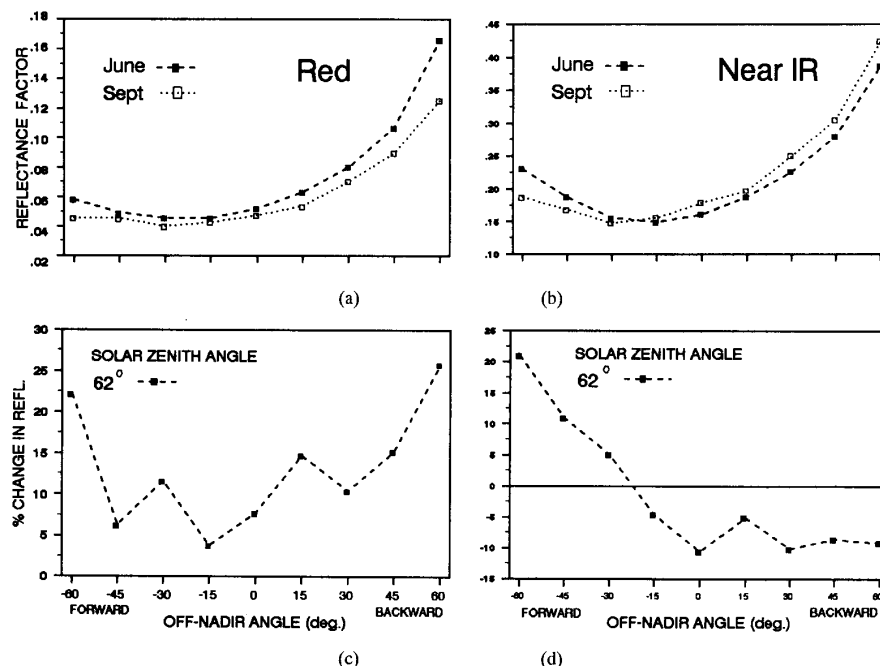 .18
.16
.14
.12
.10
.08
.06
.04
.02
REFLECTANCE FACTOR
June
Sept
Red
(a)
.45
.40
.35
.30
.25
.20
.15
.10
June
Sept
Near IR
(b)
30
25
20
15
10
5
0
% CHANGE IN REFL.
SOLAR ZENITH ANGLE
62°
-60 -45 -30 -15 0 15 30 45 60
FORWARD BACKWARD
OFF-NADIR ANGLE (deg.)
(c)
25
20
15
10
5
0
-5
-10
-15
SOLAR ZENITH ANGLE
62°
-60 -45 -30 -15 0 15 30 45 60
FORWARD BACKWARD
OFF-NADIR ANGLE (deg.)
(d)